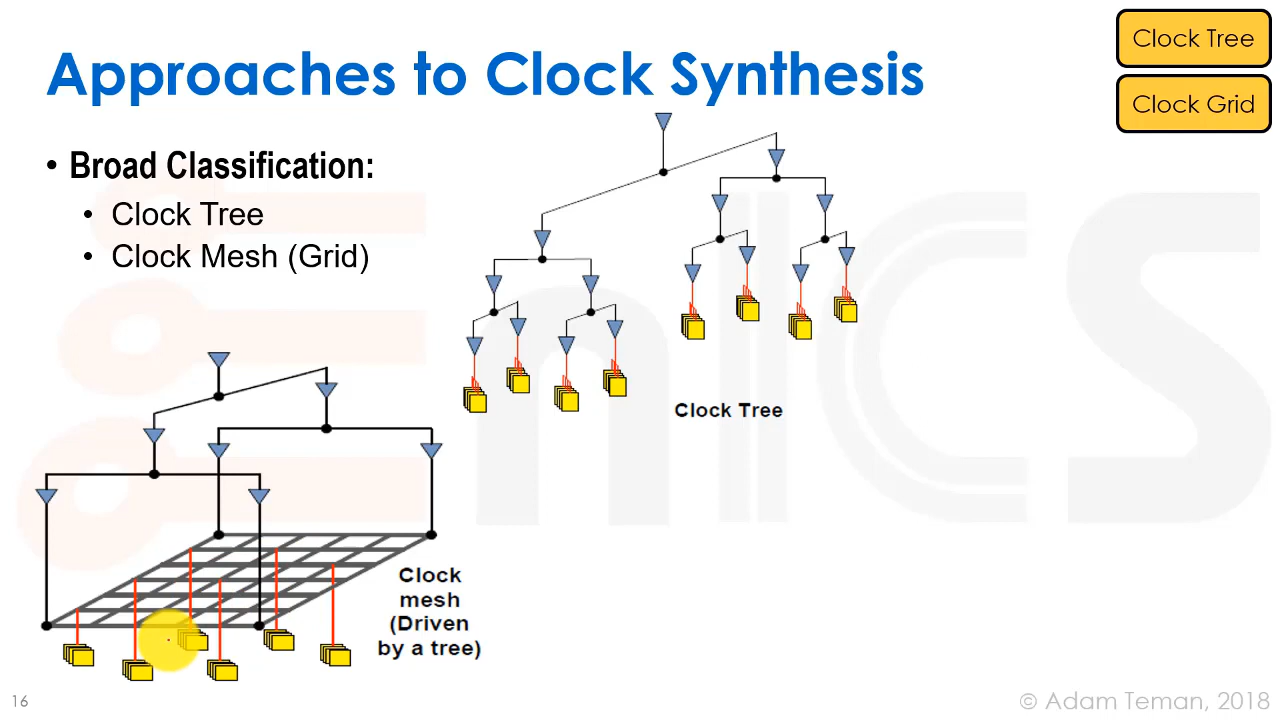 Approaches to Clock Synthesis
Clock Tree
Clock Grid
• Broad Classification:
• Clock Tree
• Clock Mesh (Grid)
Clock Tree
Clock
mesh
(Driven
by a tree)
16
© Adam Teman, 2018